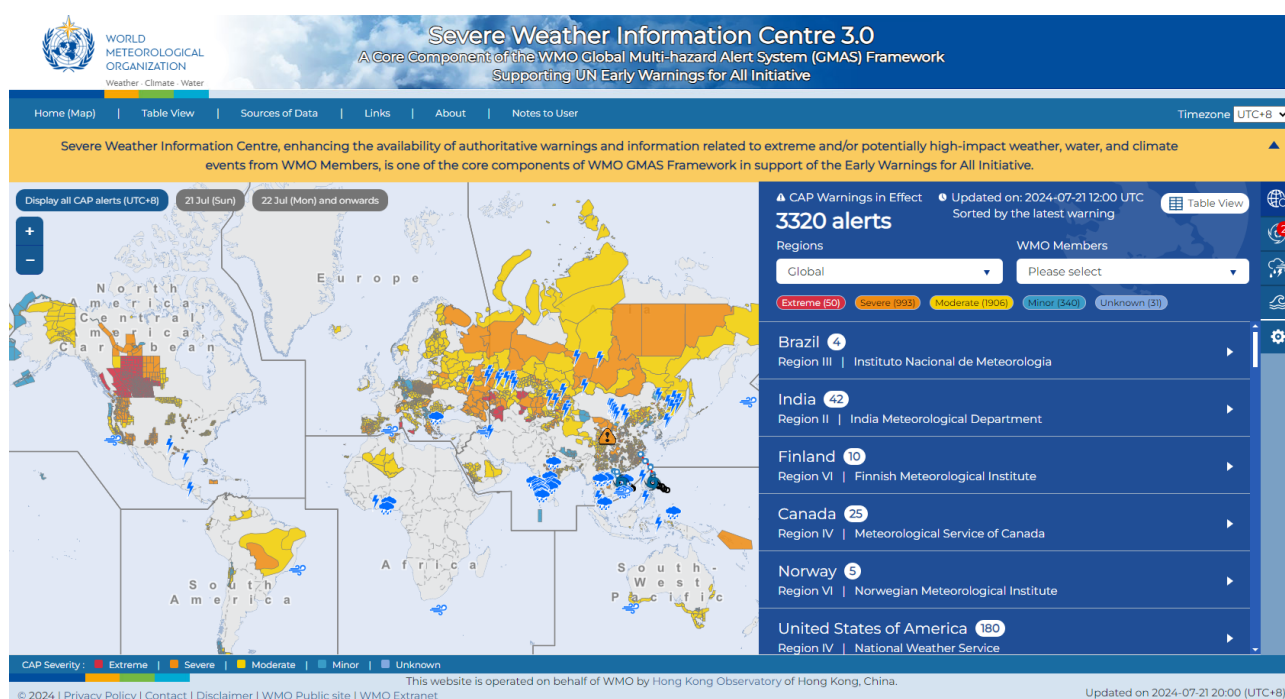 WORLD
METEOROLOGICAL
ORGANIZATION
Weather · Climate · Water
Severe Weather Information Centre 3.0
A Core Component of the WMO Global Multi-hazard Alert System (GMAS) Framework
Supporting UN Early Warnings for All Initiative
Home (Map) | Table View | Sources of Data | Links | About | Notes to User
Timezone UTC+8
Severe Weather Information Centre, enhancing the availability of authoritative warnings and information related to extreme and/or potentially high-impact weather, water, and climate
events from WMO Members, is one of the core components of WMO GMAS Framework in support of the Early Warnings for All Initiative.
Display all CAP alerts (UTC+8) 21 Jul (Sun) 22 Jul (Mon) and onwards
+
−
North
Central
America
Caribbean
Europe
South
America
Africa
South-
West
Pacific
CAP Warnings in Effect
3320 alerts
Updated on: 2024-07-21 12:00 UTC
Sorted by the latest warning
Table View
2
Regions WMO Members
Global Please select
Extreme (50) Severe (993) Moderate (1906) Minor (340) Unknown (31)
Brazil 4
Region III | Instituto Nacional de Meteorologia
India 42
Region II | India Meteorological Department
Finland 10
Region VI | Finnish Meteorological Institute
Canada 25
Region IV | Meteorological Service of Canada
Norway 5
Region VI | Norwegian Meteorological Institute
United States of America 180
Region IV | National Weather Service
CAP Severity : Extreme | Severe | Moderate | Minor | Unknown
This website is operated on behalf of WMO by Hong Kong Observatory of Hong Kong, China.
© 2024 | Privacy Policy | Contact | Disclaimer | WMO Public site | WMO Extranet
Updated on 2024-07-21 20:00 (UTC+8)